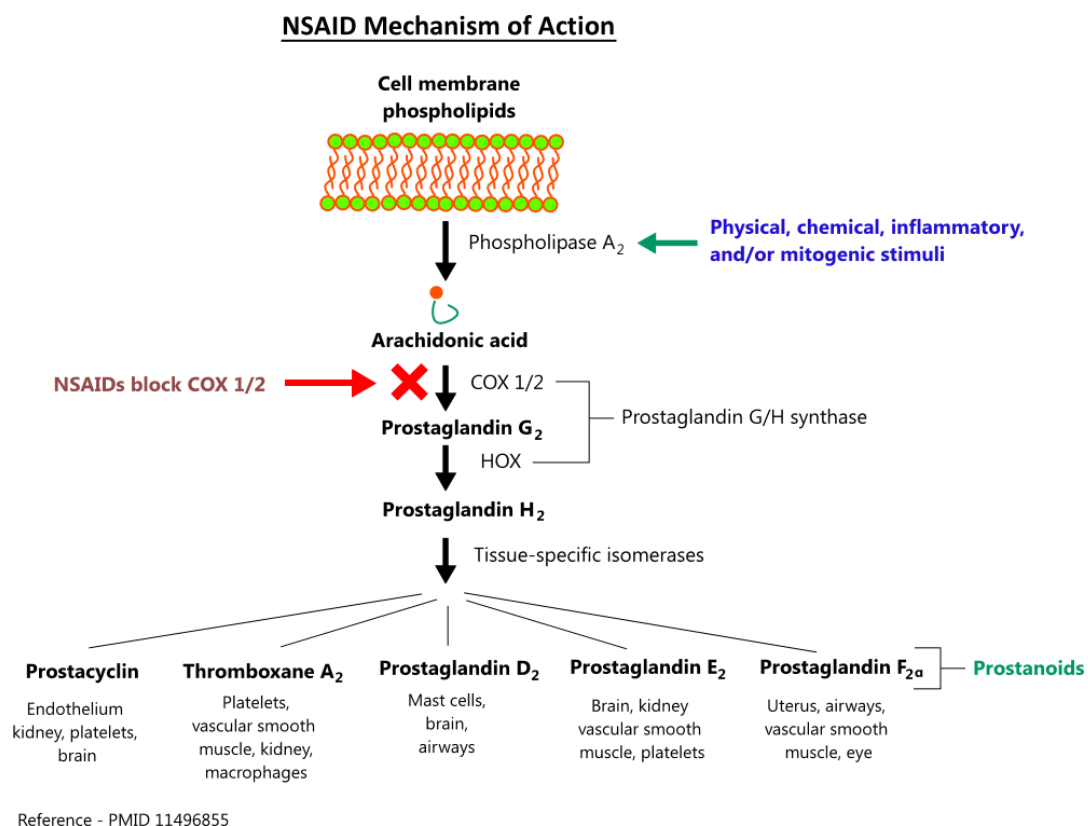 NSAID Mechanism of Action
Cell membrane
phospholipids
Phospholipase A2
Physical, chemical, inflammatory,
and/or mitogenic stimuli
Arachidonic acid
NSAIDs block COX 1/2
COX 1/2
Prostaglandin G/H synthase
Prostaglandin G2
HOX
Prostaglandin H2
Tissue-specific isomerases
Prostacyclin
Endothelium
kidney, platelets,
brain
Thromboxane A2
Platelets,
vascular smooth
muscle, kidney,
macrophages
Prostaglandin D2
Mast cells,
brain,
airways
Prostaglandin E2
Brain, kidney
vascular smooth
muscle, platelets
Prostaglandin F2α
Uterus, airways,
vascular smooth
muscle, eye
Prostanoids
Reference - PMID 11496855